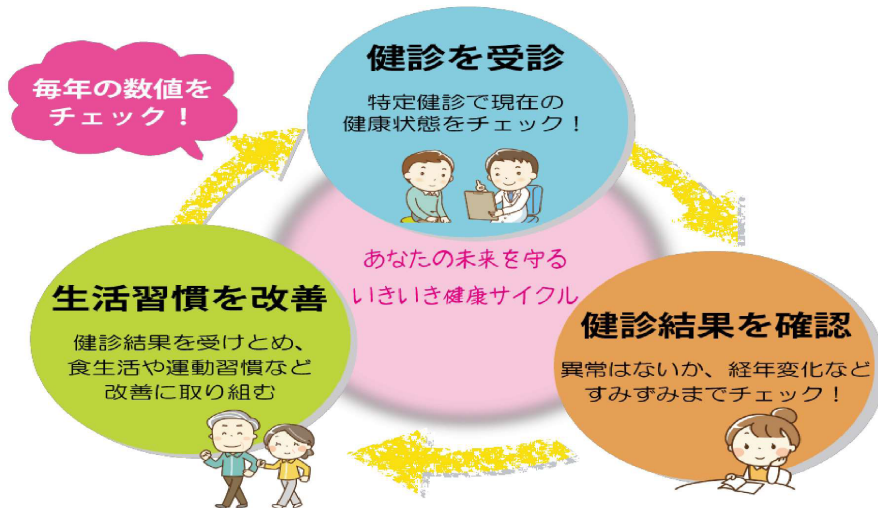 毎年の数値を
チェック！
健診を受診
特定健診で現在の
健康状態をチェック！
あなたの未来を守る
いきいき健康サイクル
健診結果を確認
異常はないか、経年変化など
すみずみまでチェック！
生活習慣を改善
健診結果を受けとめ、
食生活や運動習慣など
改善に取り組む